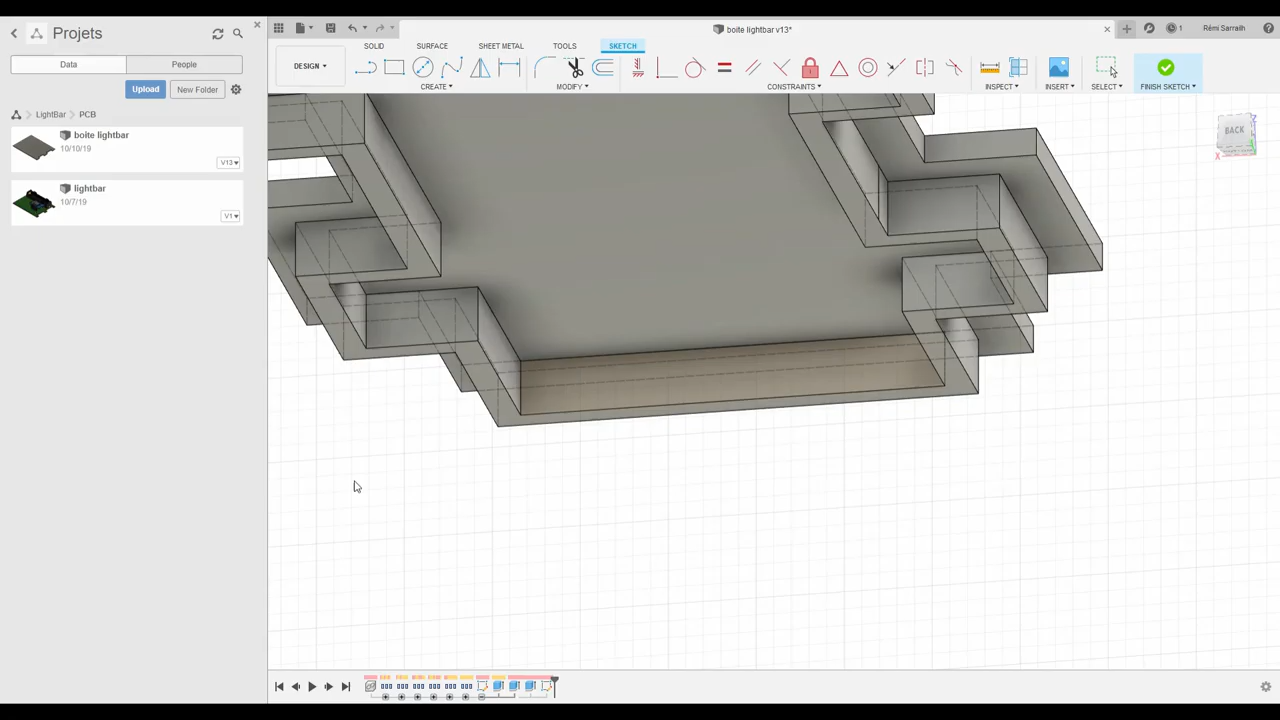 Projets
boite lightbar v13*
1
Rémi Sarrailh
SOLID
SURFACE
SHEET METAL
TOOLS
SKETCH
Data
People
DESIGN ▾
Upload
New Folder
CREATE ▾
MODIFY ▾
CONSTRAINTS ▾
INSPECT ▾
INSERT ▾
SELECT ▾
FINISH SKETCH ▾
LightBar
PCB
boite lightbar
10/10/19
V13▾
lightbar
10/7/19
V1▾
BACK
Z
X